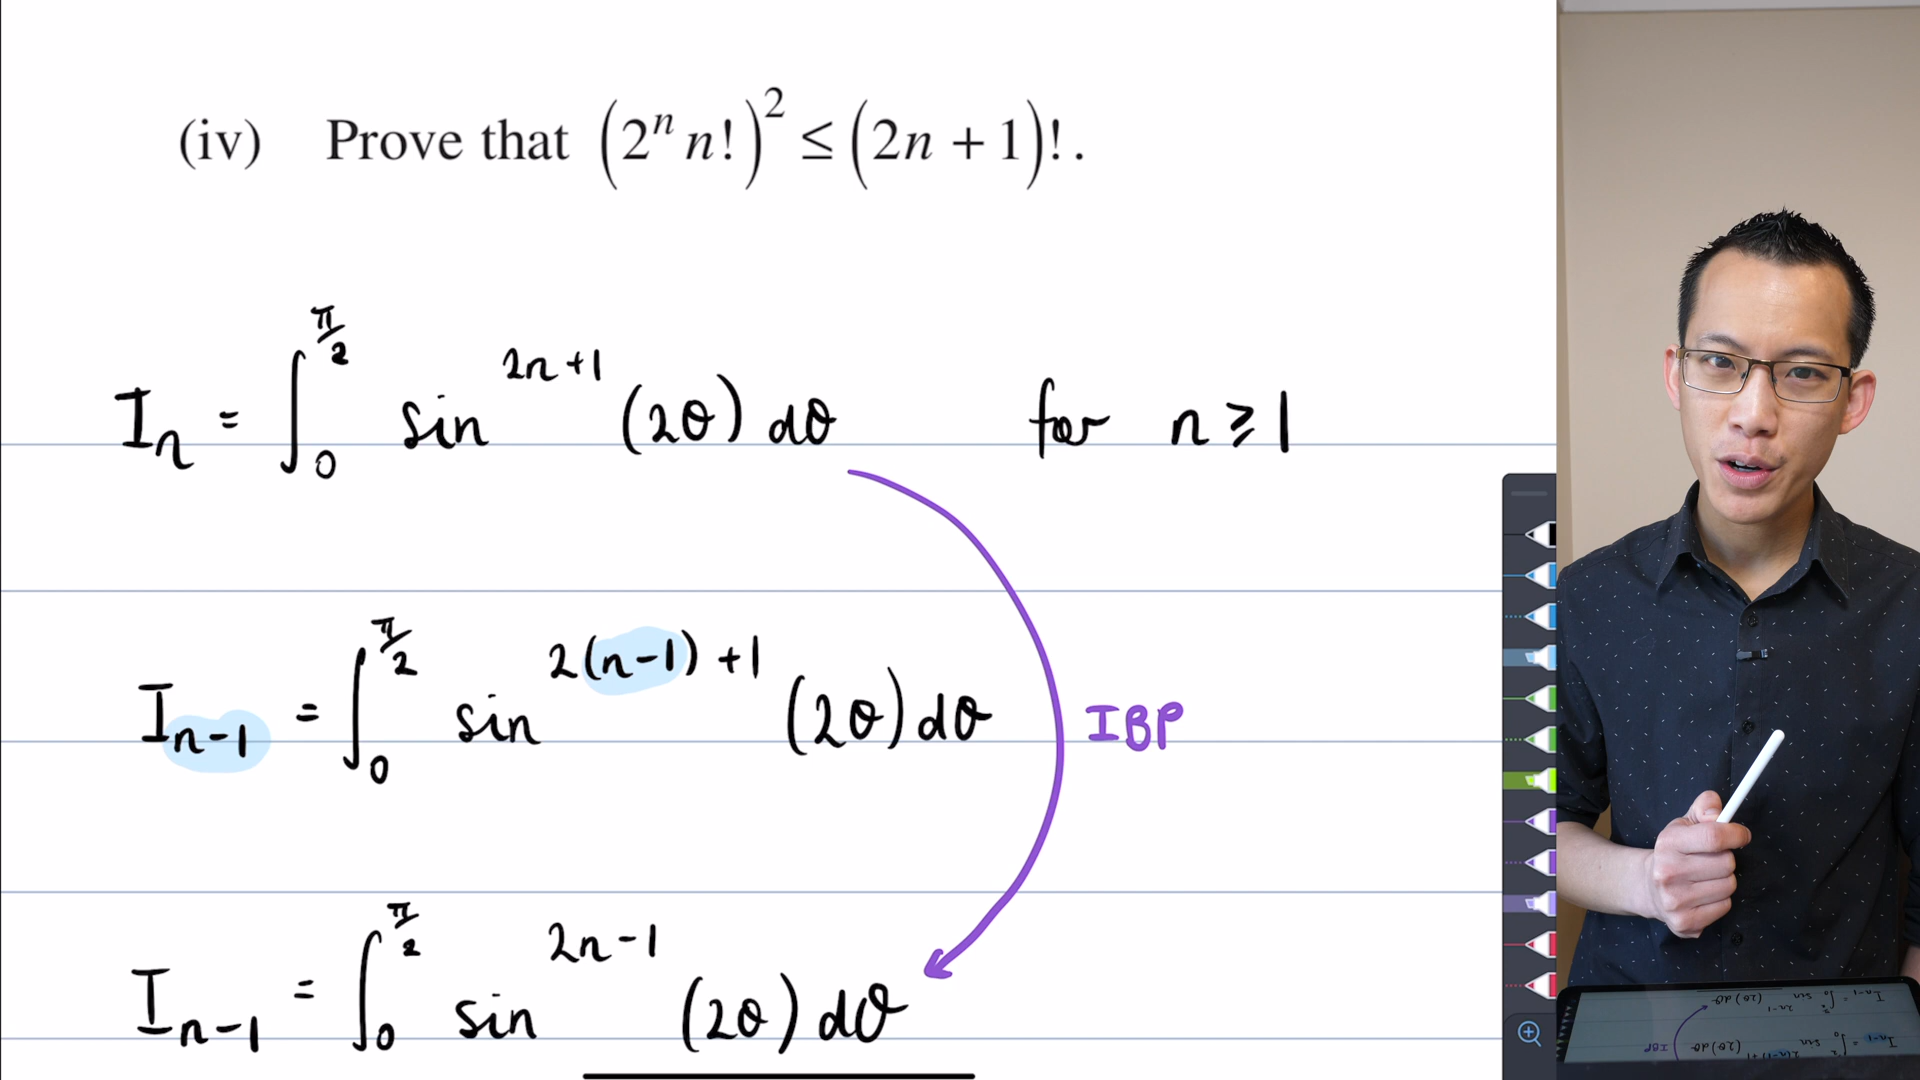 (iv) Prove that (2ⁿ n!)² ≤ (2n + 1)!.
Iₙ = ∫₀^(π/2) sin^(2n+1) (2θ) dθ for n ⩾ 1
Iₙ₋₁ = ∫₀^(π/2) sin^(2(n-1)+1) (2θ) dθ
IBP
Iₙ₋₁ = ∫₀^(π/2) sin^(2n-1) (2θ) dθ